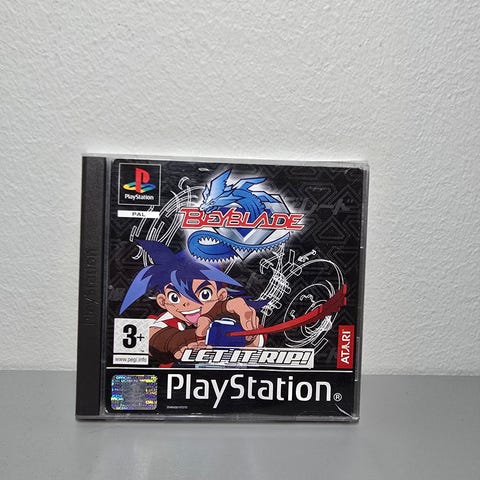 PlayStation
PAL
BEYBLADE
3+
www.pegi.info
LET IT RIP!
ATARI
PlayStation®
PlayStation